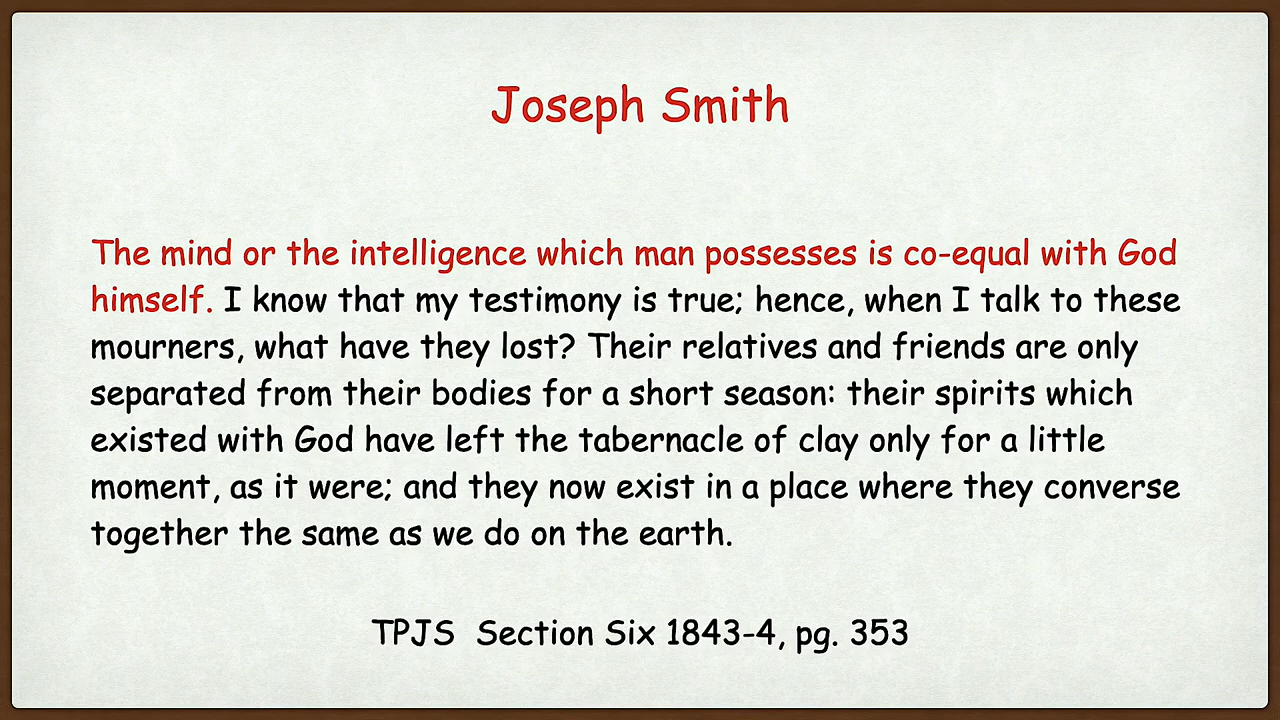 Joseph Smith
The mind or the intelligence which man possesses is co-equal with God
himself. I know that my testimony is true; hence, when I talk to these
mourners, what have they lost? Their relatives and friends are only
separated from their bodies for a short season: their spirits which
existed with God have left the tabernacle of clay only for a little
moment, as it were; and they now exist in a place where they converse
together the same as we do on the earth.
TPJS  Section Six 1843-4, pg. 353